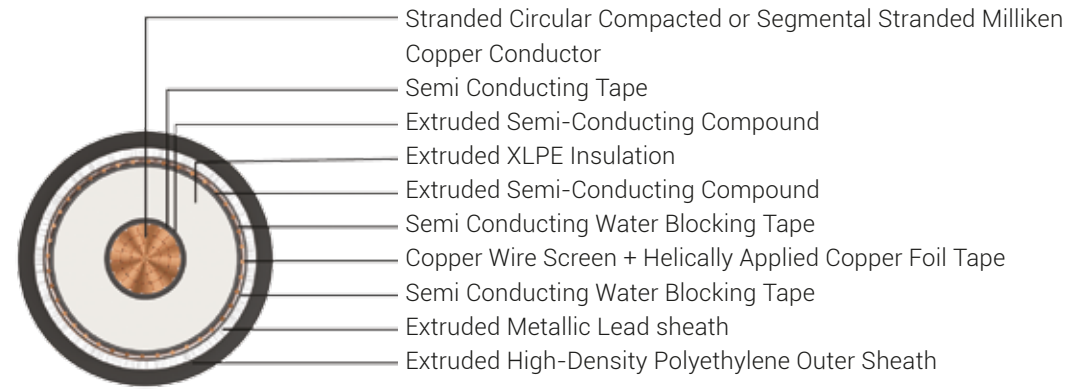 Stranded Circular Compacted or Segmental Stranded Milliken
Copper Conductor
Semi Conducting Tape
Extruded Semi-Conducting Compound
Extruded XLPE Insulation
Extruded Semi-Conducting Compound
Semi Conducting Water Blocking Tape
Copper Wire Screen + Helically Applied Copper Foil Tape
Semi Conducting Water Blocking Tape
Extruded Metallic Lead sheath
Extruded High-Density Polyethylene Outer Sheath